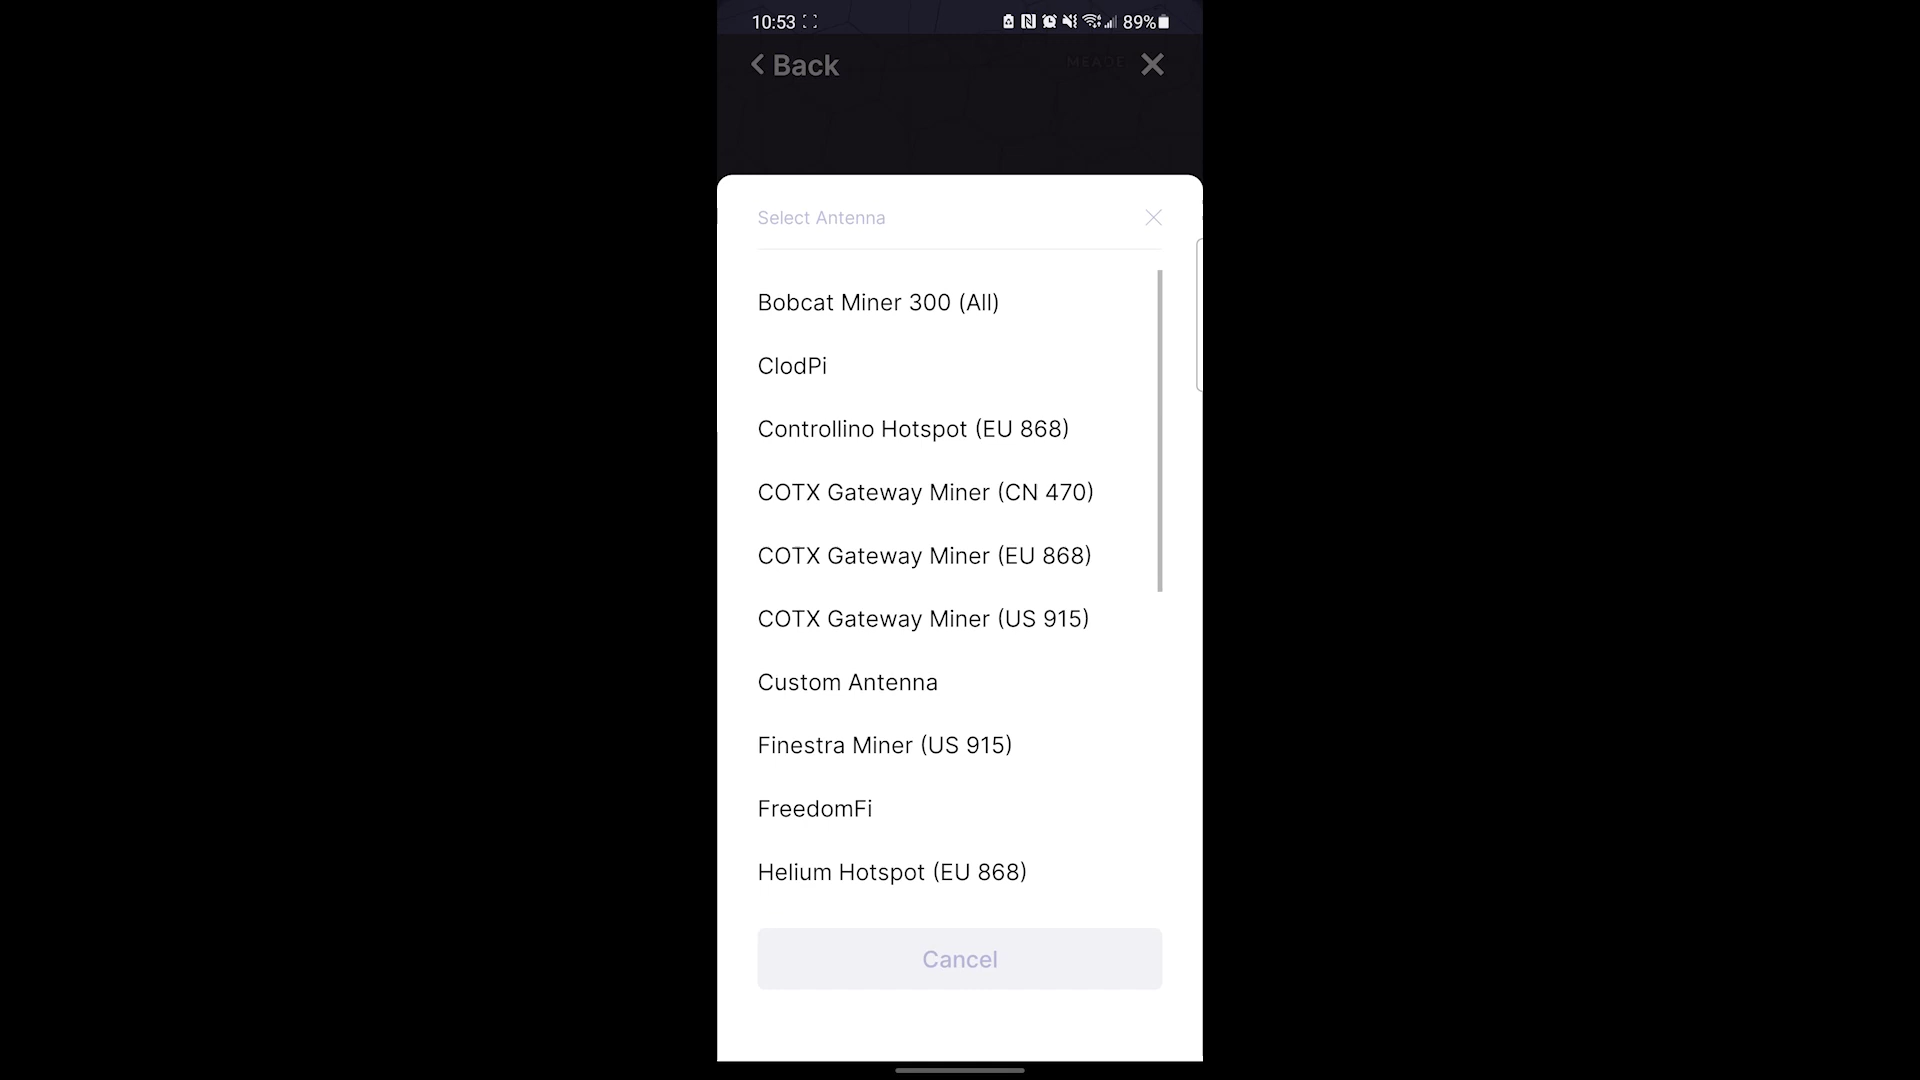 10:53
89%
Back
MEADE
Select Antenna
Bobcat Miner 300 (All)
ClodPi
Controllino Hotspot (EU 868)
COTX Gateway Miner (CN 470)
COTX Gateway Miner (EU 868)
COTX Gateway Miner (US 915)
Custom Antenna
Finestra Miner (US 915)
FreedomFi
Helium Hotspot (EU 868)
Cancel